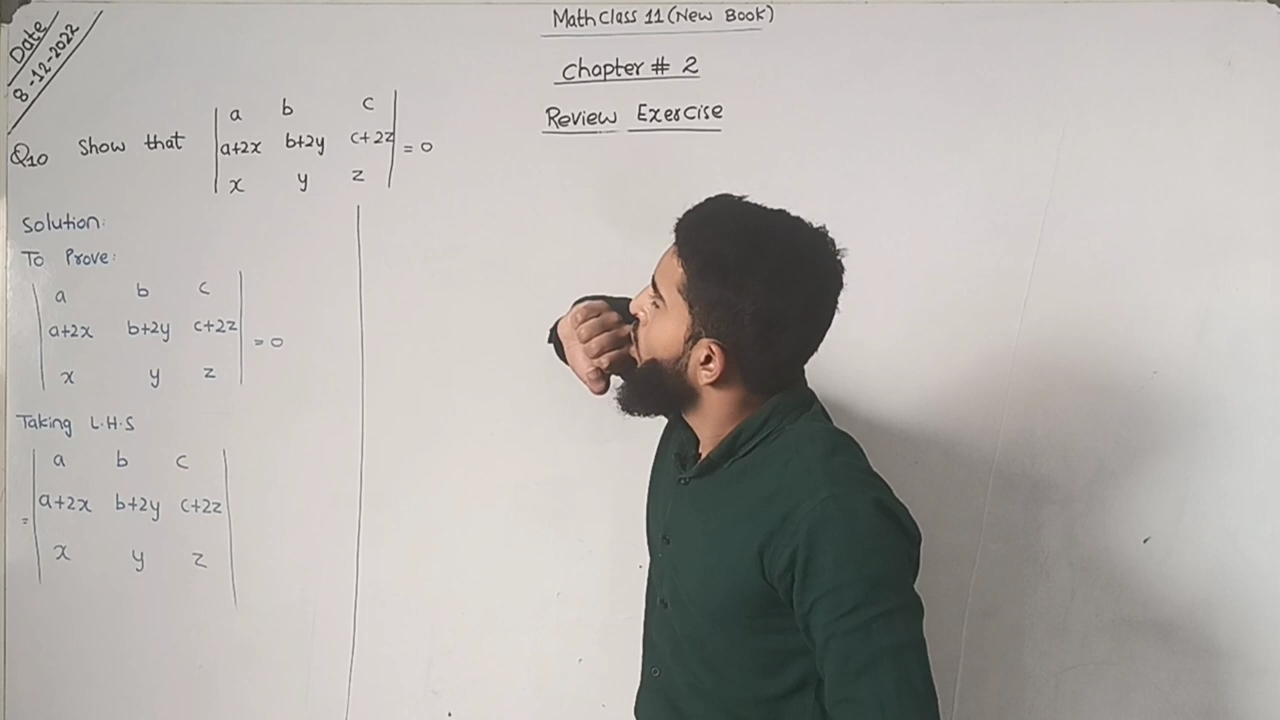 Date
8-12-2022
Math Class 11 (New Book)
Chapter # 2
Review Exercise
Q10 Show that | a b c |
| a+2x b+2y c+2z | = 0
| x y z |
Solution:
To Prove:
| a b c |
| a+2x b+2y c+2z | = 0
| x y z |
Taking L.H.S
| a b c |
= | a+2x b+2y c+2z |
| x y z |